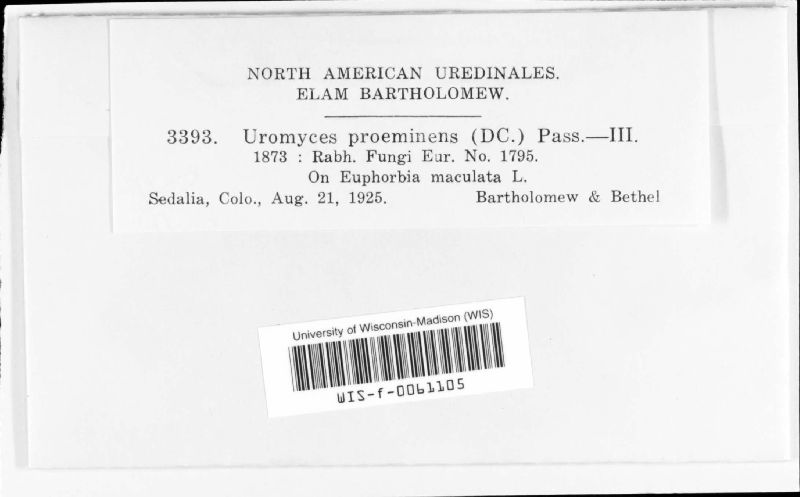 NORTH AMERICAN UREDINALES.
ELAM BARTHOLOMEW.
3393. Uromyces proeminens (DC.) Pass.—III.
1873 : Rabh. Fungi Eur. No. 1795.
On Euphorbia maculata L.
Sedalia, Colo., Aug. 21, 1925. Bartholomew & Bethel
University of Wisconsin-Madison (WIS)
WIS-f-0061105